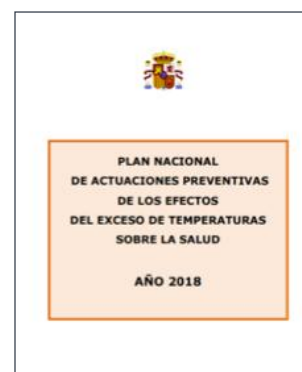 PLAN NACIONAL
DE ACTUACIONES PREVENTIVAS
DE LOS EFECTOS
DEL EXCESO DE TEMPERATURAS
SOBRE LA SALUD
AÑO 2018